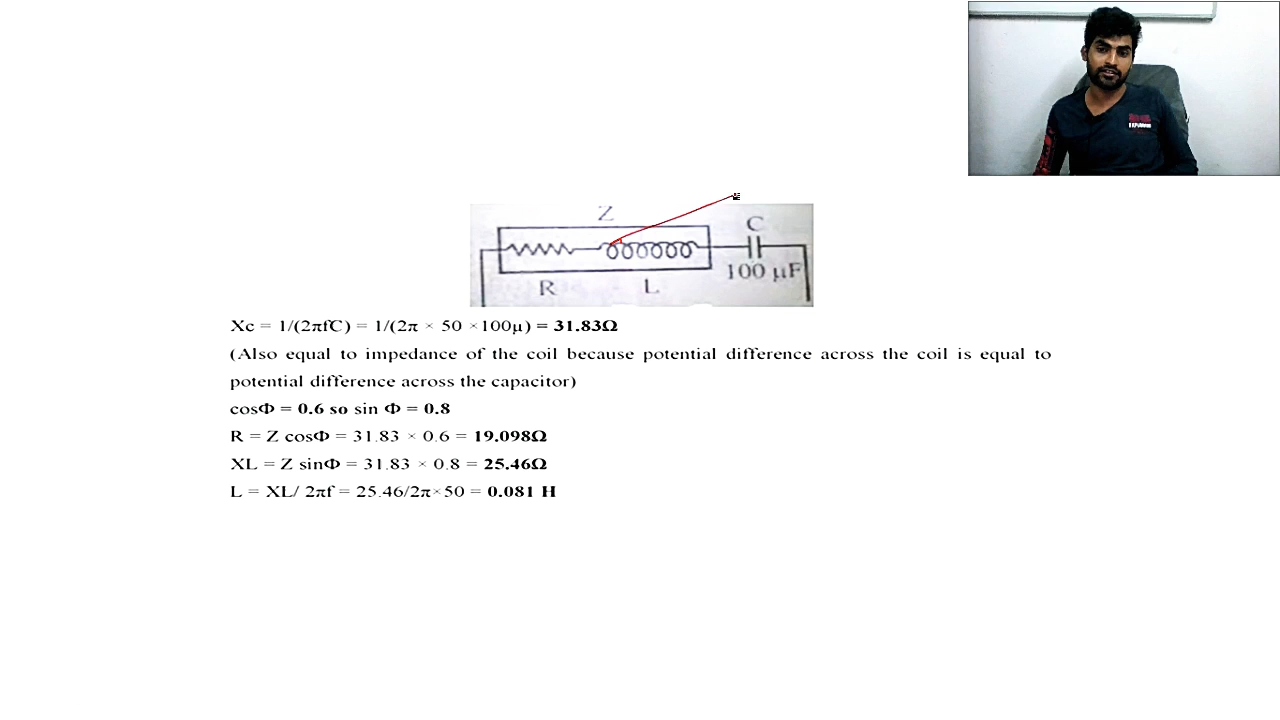 Z
C
100 µF
R L
Xc = 1/(2πfC) = 1/(2π × 50 ×100µ) = 31.83Ω
(Also equal to impedance of the coil because potential difference across the coil is equal to
potential difference across the capacitor)
cosΦ = 0.6 so sin Φ = 0.8
R = Z cosΦ = 31.83 × 0.6 = 19.098Ω
XL = Z sinΦ = 31.83 × 0.8 = 25.46Ω
L = XL/ 2πf = 25.46/2π×50 = 0.081 H